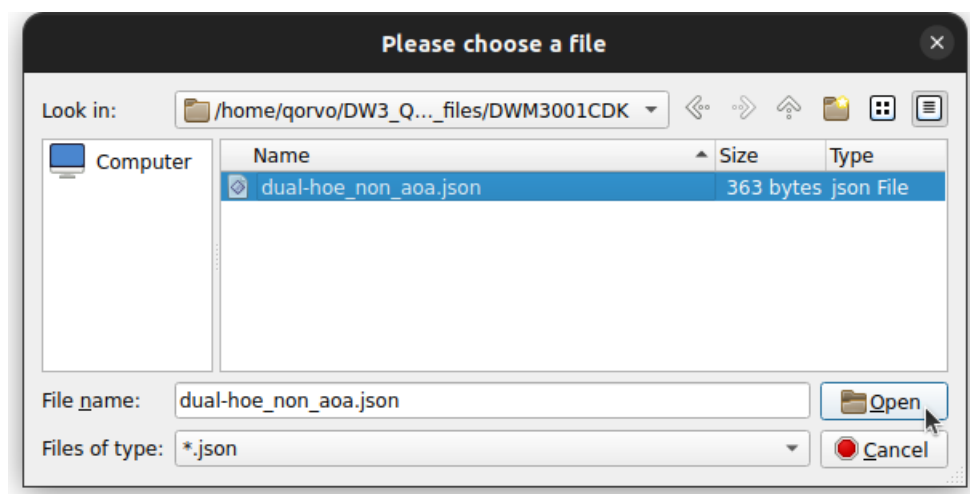 Please choose a file
Look in: /home/qorvo/DW3_Q..._files/DWM3001CDK
Computer
Name Size Type
dual-hoe_non_aoa.json 363 bytes json File
File name: dual-hoe_non_aoa.json Open
Files of type: *.json Cancel